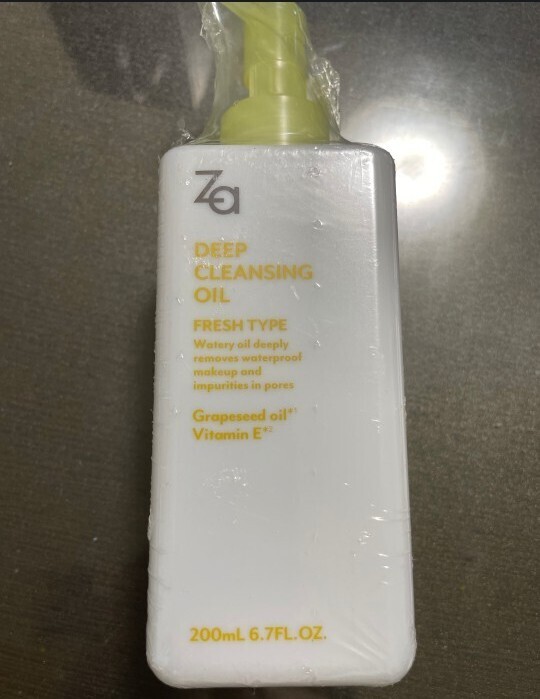 Za
DEEP
CLEANSING
OIL
FRESH TYPE
Watery oil deeply
removes waterproof
makeup and
impurities in pores
Grapeseed oil*1
Vitamin E*2
200mL 6.7FL.OZ.